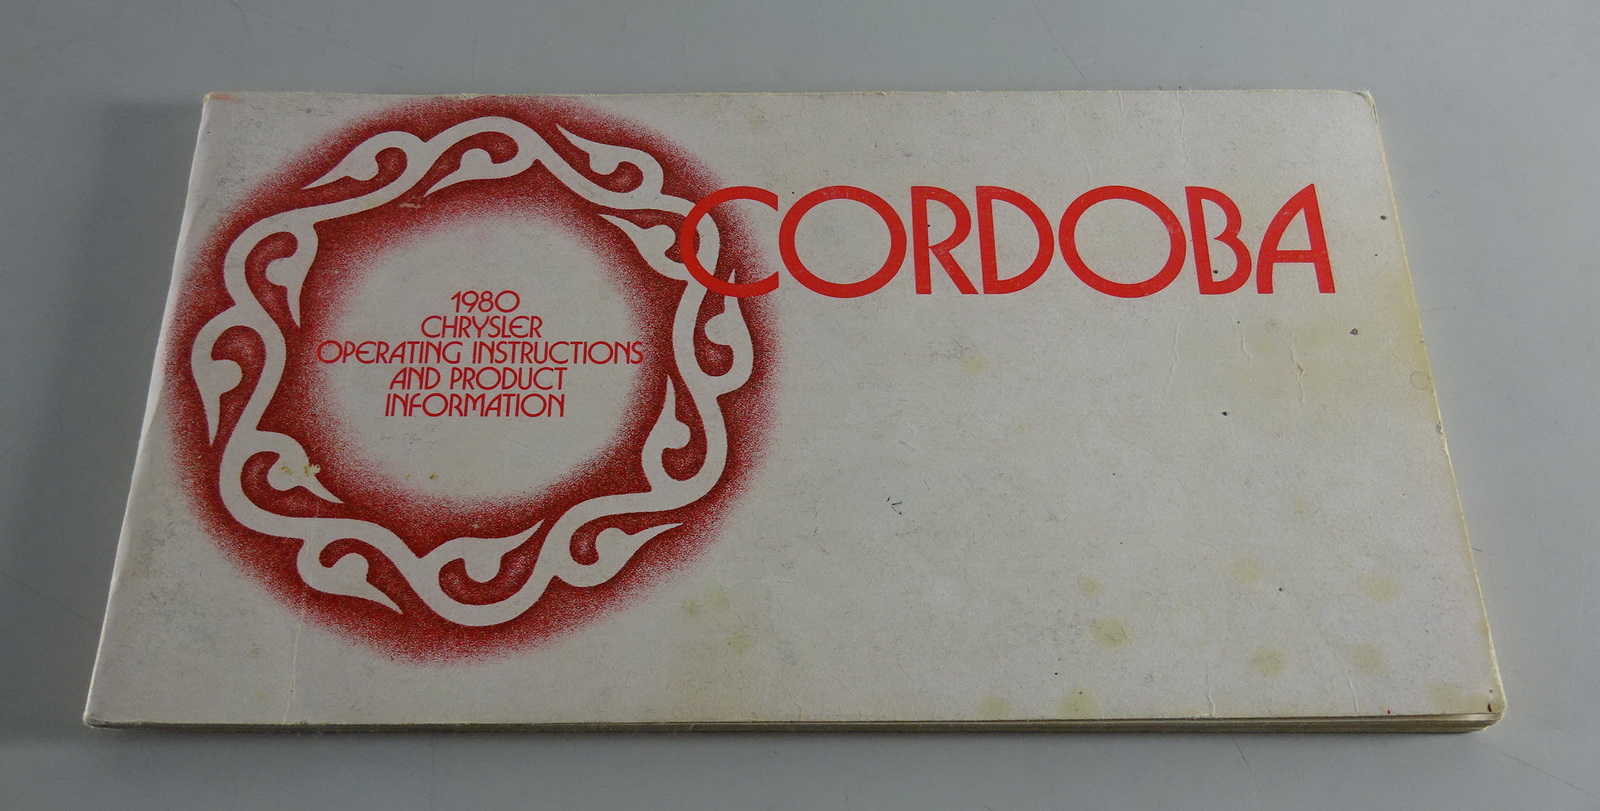 CORDOBA
1980
CHRYSLER
OPERATING INSTRUCTIONS
AND PRODUCT
INFORMATION